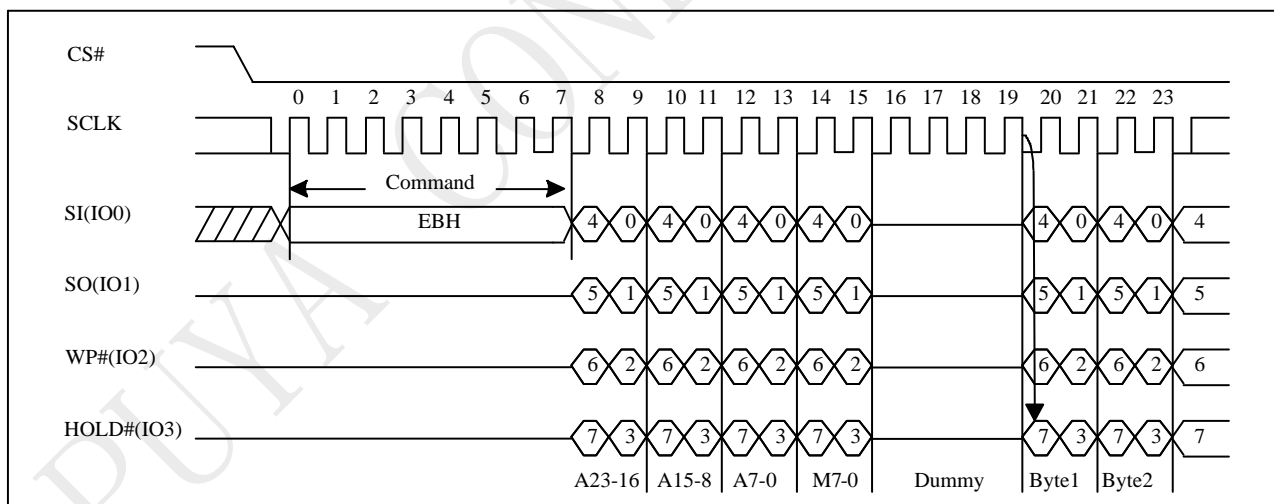 PUYA CON
CS#
0 1 2 3 4 5 6 7 8 9 10 11 12 13 14 15 16 17 18 19 20 21 22 23
SCLK
Command
SI(IO0) EBH 4 0 4 0 4 0 4 0 4 0 4 0 4
SO(IO1) 5 1 5 1 5 1 5 1 5 1 5 1 5
WP#(IO2) 6 2 6 2 6 2 6 2 6 2 6 2 6
HOLD#(IO3) 7 3 7 3 7 3 7 3 7 3 7 3 7
A23-16 A15-8 A7-0 M7-0 Dummy Byte1 Byte2